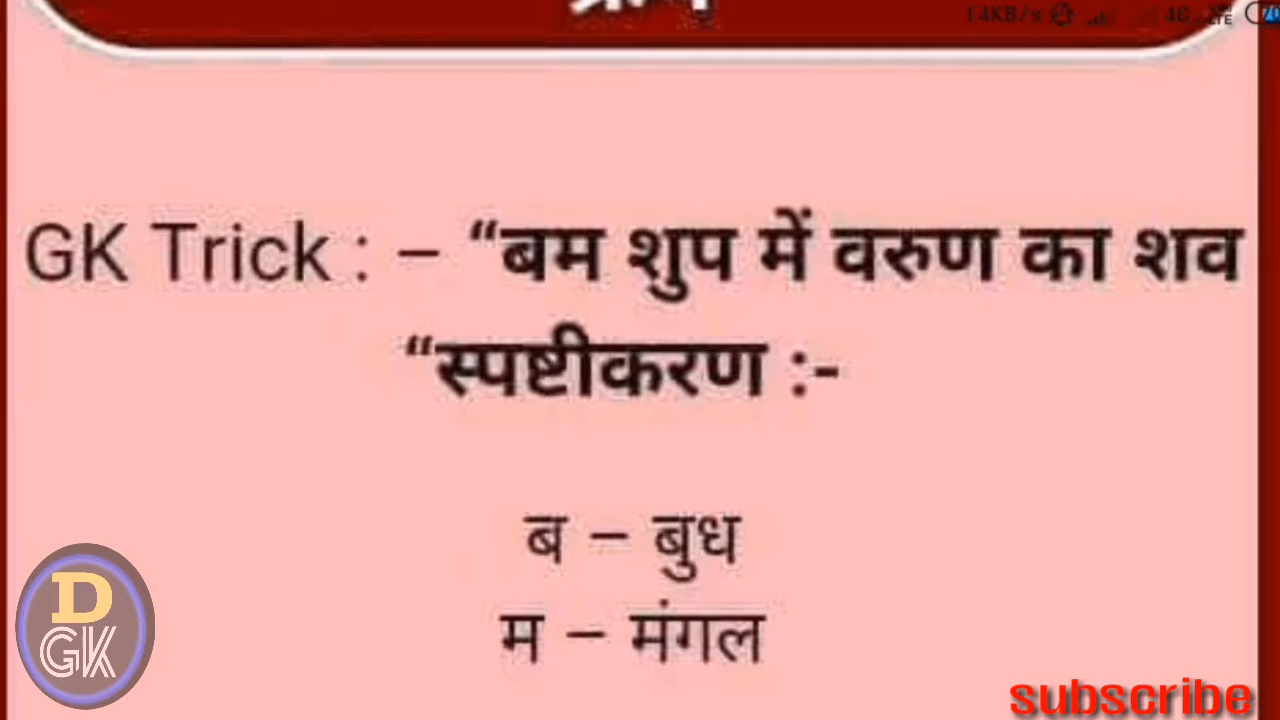 GK Trick : – “बम शुप में वरुण का शव
“स्पष्टीकरण :-
ब – बुध
म – मंगल
D
GK
subscribe